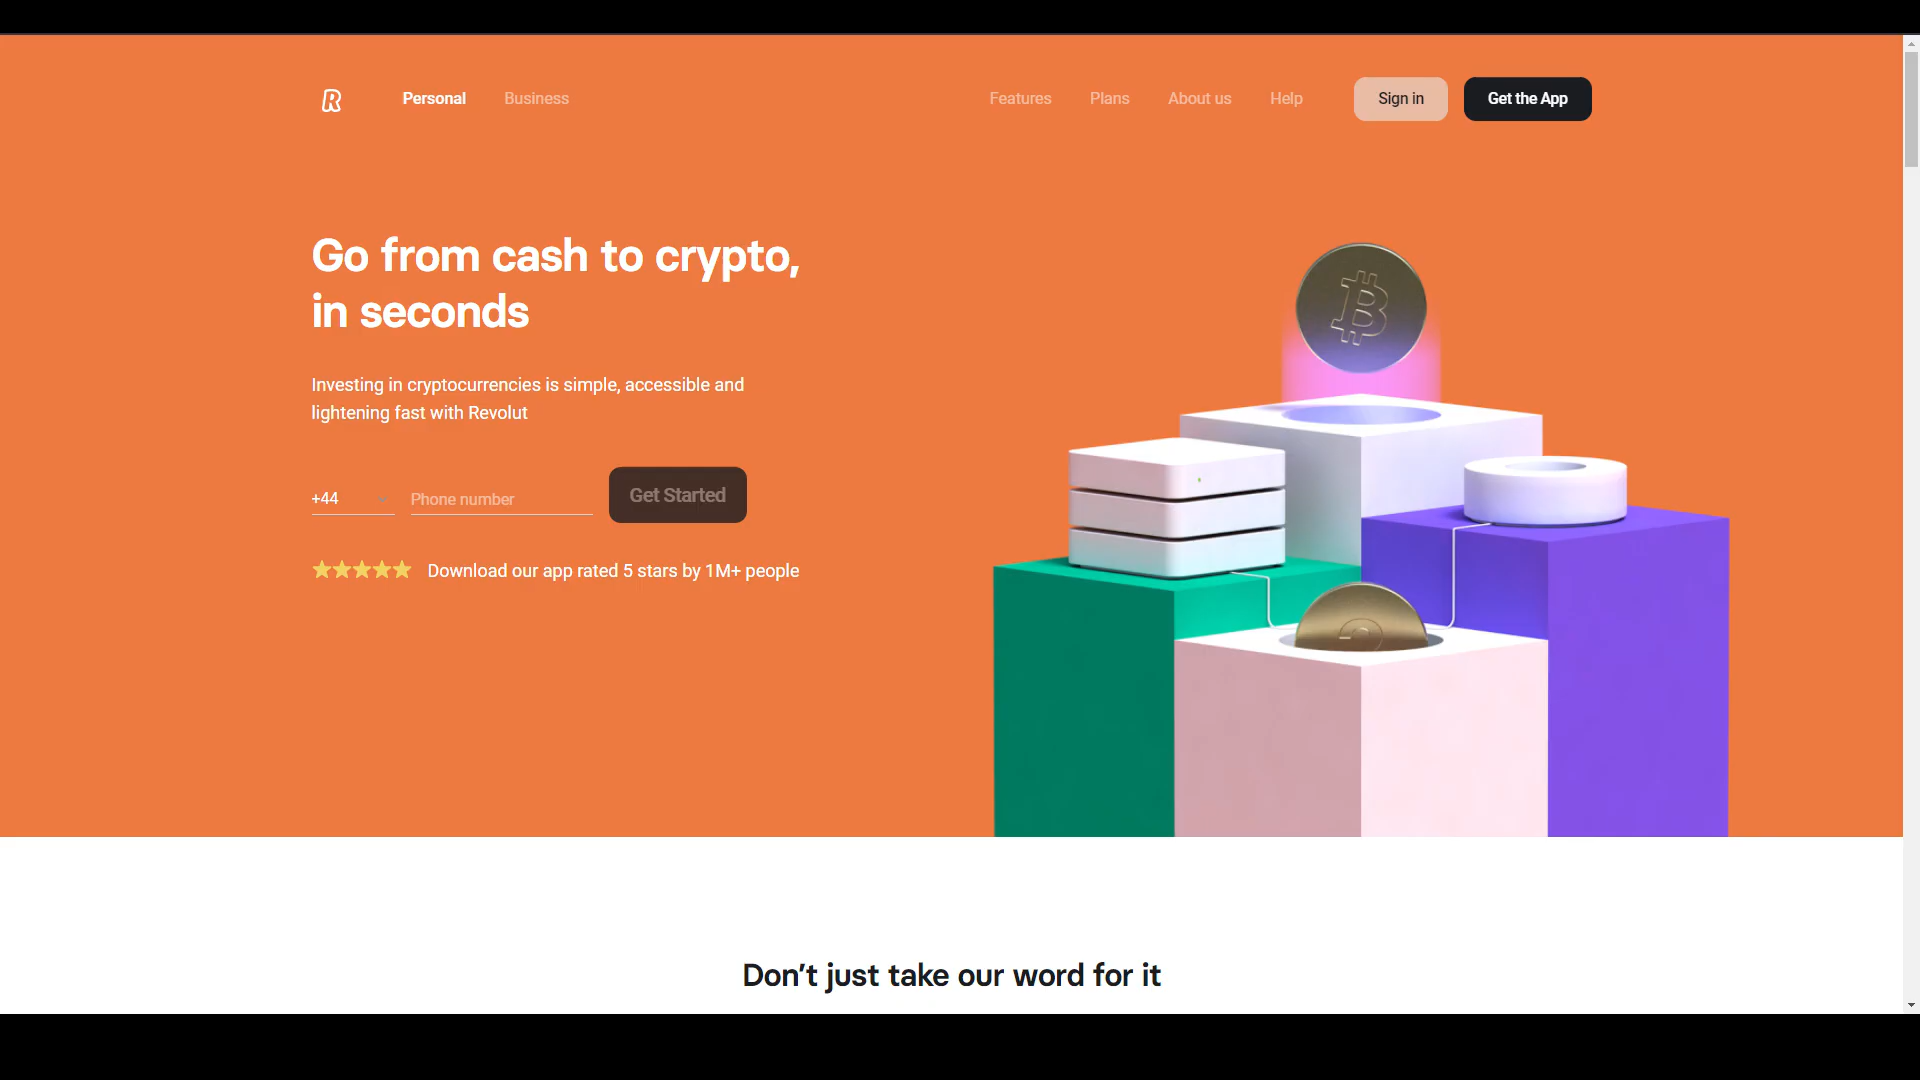 R
Personal
Business
Features
Plans
About us
Help
Sign in
Get the App
Go from cash to crypto,
in seconds
Investing in cryptocurrencies is simple, accessible and
lightening fast with Revolut
+44
Phone number
Get Started
Download our app rated 5 stars by 1M+ people
Don’t just take our word for it